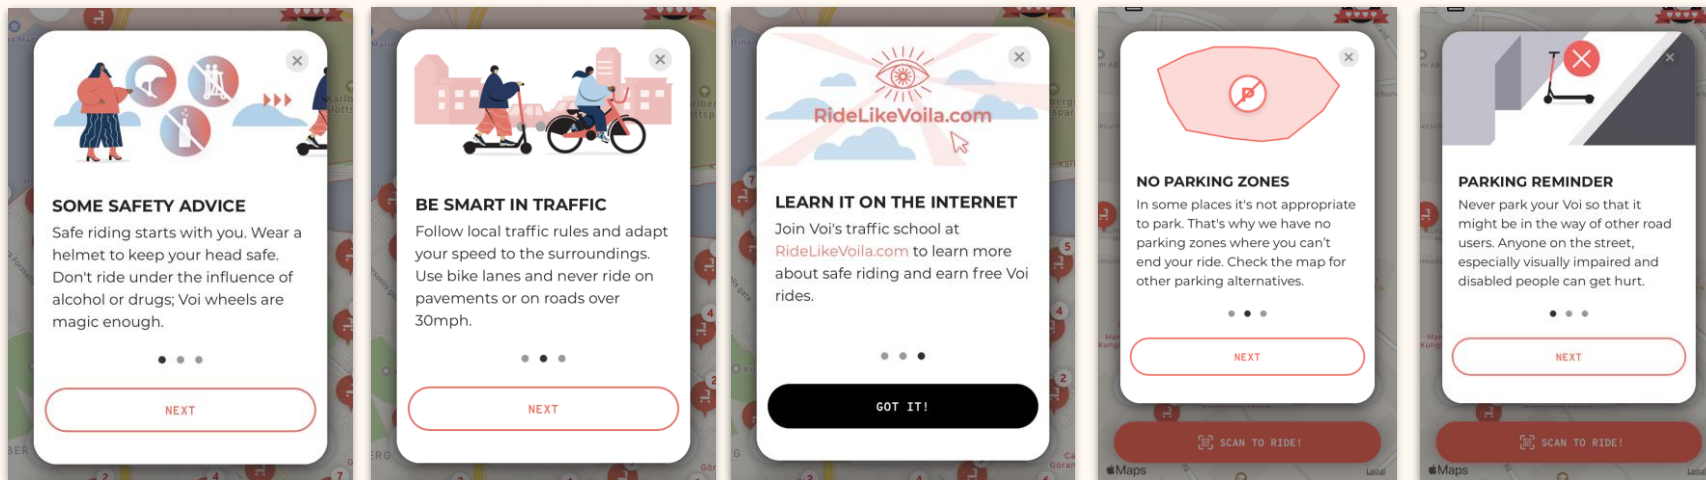 SOME SAFETY ADVICE
Safe riding starts with you. Wear a
helmet to keep your head safe.
Don't ride under the influence of
alcohol or drugs; Voi wheels are
magic enough.
NEXT
BE SMART IN TRAFFIC
Follow local traffic rules and adapt
your speed to the surroundings.
Use bike lanes and never ride on
pavements or on roads over
30mph.
NEXT
RideLikeVoila.com
LEARN IT ON THE INTERNET
Join Voi's traffic school at
RideLikeVoila.com to learn more
about safe riding and earn free Voi
rides.
GOT IT!
NO PARKING ZONES
In some places it's not appropriate
to park. That's why we have no
parking zones where you can't
end your ride. Check the map for
other parking alternatives.
NEXT
SCAN TO RIDE!
Maps
Legal
PARKING REMINDER
Never park your Voi so that it
might be in the way of other road
users. Anyone on the street,
especially visually impaired and
disabled people can get hurt.
NEXT
SCAN TO RIDE!
Maps
Legal